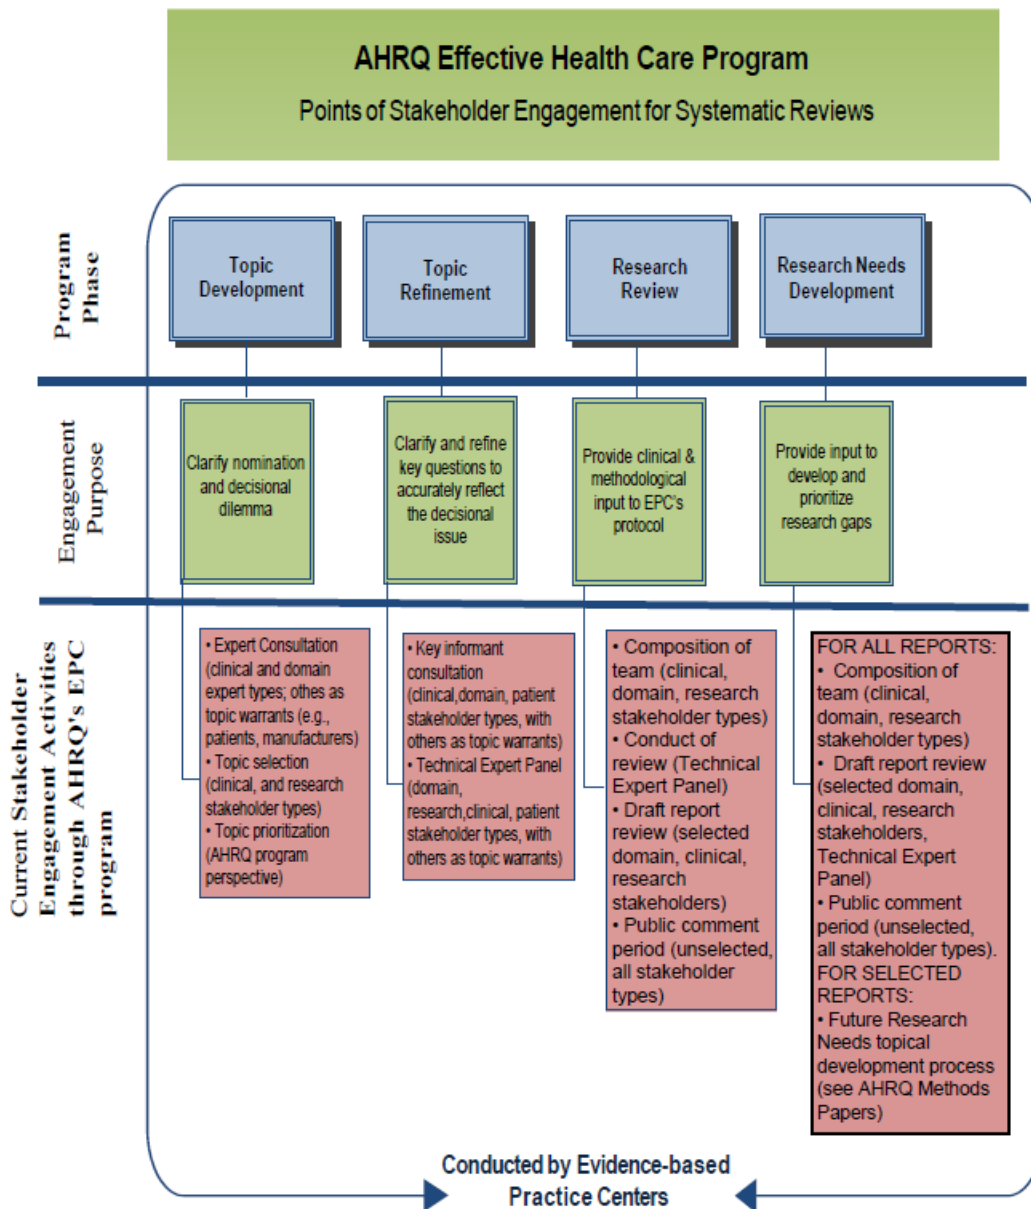 AHRQ Effective Health Care Program
Points of Stakeholder Engagement for Systematic Reviews
Program
Phase
Topic
Development
Topic
Refinement
Research
Review
Research Needs
Development
Engagement
Purpose
Clarify nomination
and decisional
dilemma
Clarify and refine
key questions to
accurately reflect
the decisional
issue
Provide clinical &
methodological
input to EPC's
protocol
Provide input to
develop and
prioritize
research gaps
Current Stakeholder
Engagement Activities
through AHRQ's EPC
program
• Expert Consultation
(clinical and domain
expert types; othes as
topic warrants (e.g.,
patients, manufacturers)
• Topic selection
(clinical, and research
stakeholder types)
• Topic prioritization
(AHRQ program
perspective)
• Key informant
consultation
(clinical,domain, patient
stakeholder types, with
others as topic warrants)
• Technical Expert Panel
(domain,
research,clinical, patient
stakeholder types, with
others as topic warrants)
• Composition of
team (clinical,
domain, research
stakeholder types)
• Conduct of
review (Technical
Expert Panel)
• Draft report
review (selected
domain, clinical,
research
stakeholders)
• Public comment
period (unselected,
all stakeholder
types)
FOR ALL REPORTS:
• Composition of
team (clinical,
domain, research
stakeholder types)
• Draft report review
(selected domain,
clinical, research
stakeholders,
Technical Expert
Panel)
• Public comment
period (unselected,
all stakeholder types).
FOR SELECTED
REPORTS:
• Future Research
Needs topical
development process
(see AHRQ Methods
Papers)
Conducted by Evidence-based
Practice Centers